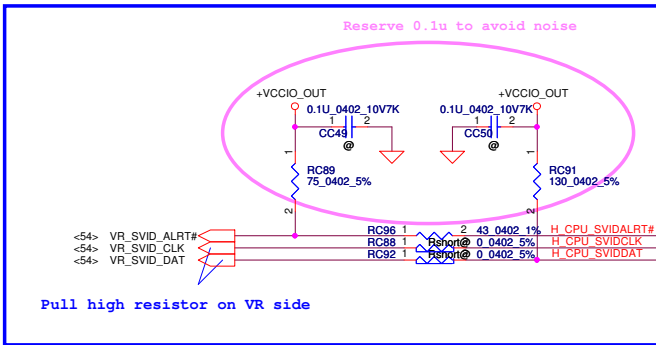 Reserve 0.1u to avoid noise
+VCCIO_OUT
+VCCIO_OUT
0.1U_0402_10V7K
0.1U_0402_10V7K
1 2
1 2
CC49
CC50
@
@
1
1
RC89
75_0402_5%
RC91
130_0402_5%
2
2
<54> VR_SVID_ALRT# RC96 1 2 43_0402_1% H_CPU_SVIDALRT#
<54> VR_SVID_CLK RC88 1 Rshort@ 0_0402_5% H_CPU_SVIDCLK
<54> VR_SVID_DAT RC92 1 Rshort@ 0_0402_5% H_CPU_SVIDDAT
Pull high resistor on VR side